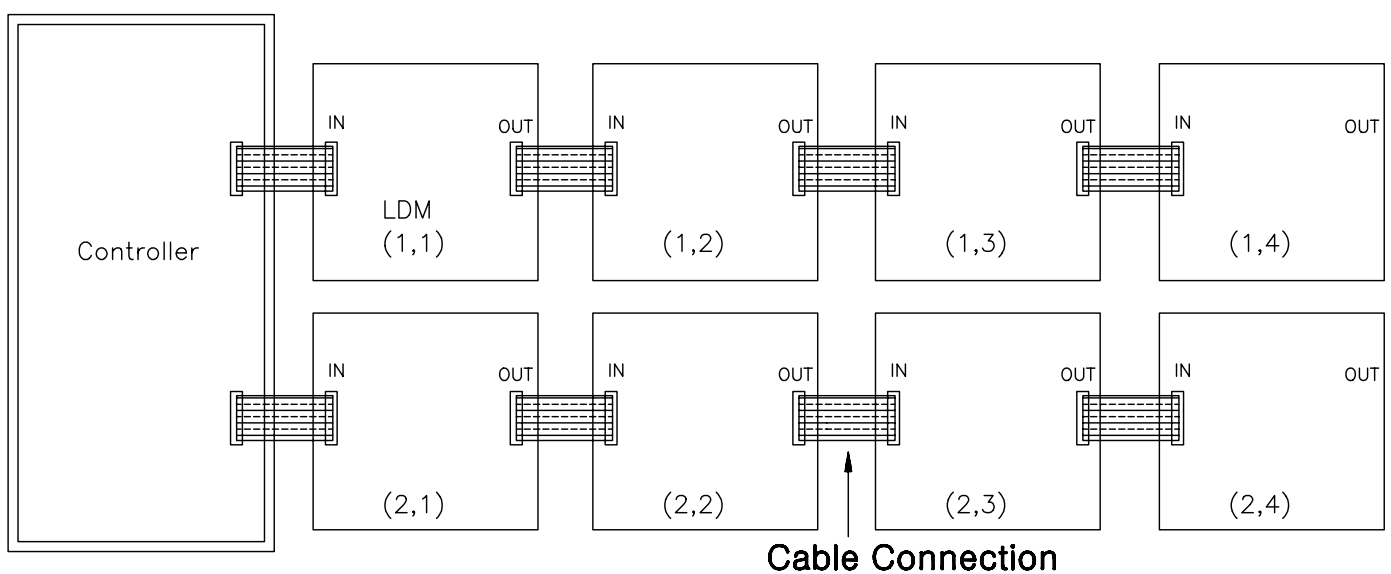 IN
OUT
IN
OUT
IN
OUT
IN
OUT
LDM
(1,1)
(1,2)
(1,3)
(1,4)
Controller
IN
OUT
IN
OUT
IN
OUT
IN
OUT
(2,1)
(2,2)
(2,3)
(2,4)
Cable Connection